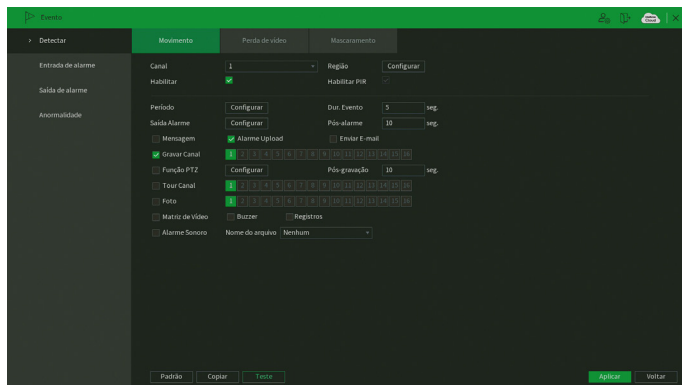 Evento
Detectar
Movimento Perda de vídeo Mascaramento
Entrada de alarme
Saída de alarme
Anormalidade
Canal 1 Região Configurar
Habilitar Habilitar PIR
Período Configurar Dur. Evento 5 seg.
Saída Alarme Configurar Pós-alarme 10 seg.
Mensagem Alarme Upload Enviar E-mail
Gravar Canal 1 2 3 4 5 6 7 8 9 10 11 12 13 14 15 16
Função PTZ Configurar Pós-gravação 10 seg.
Tour Canal 1 2 3 4 5 6 7 8 9 10 11 12 13 14 15 16
Foto 1 2 3 4 5 6 7 8 9 10 11 12 13 14 15 16
Matriz de Vídeo Buzzer Registros
Alarme Sonoro Nome do arquivo Nenhum
Padrão Copiar Teste Aplicar Voltar